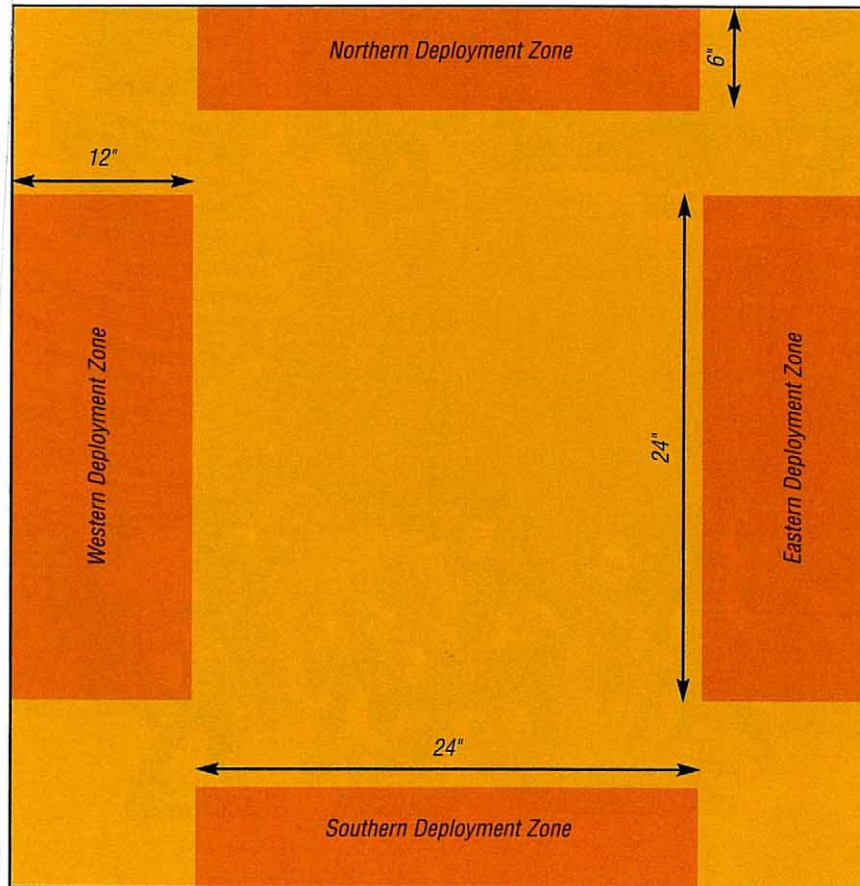 Northern Deployment Zone
6"
12"
Western Deployment Zone
24"
Eastern Deployment Zone
24"
Southern Deployment Zone